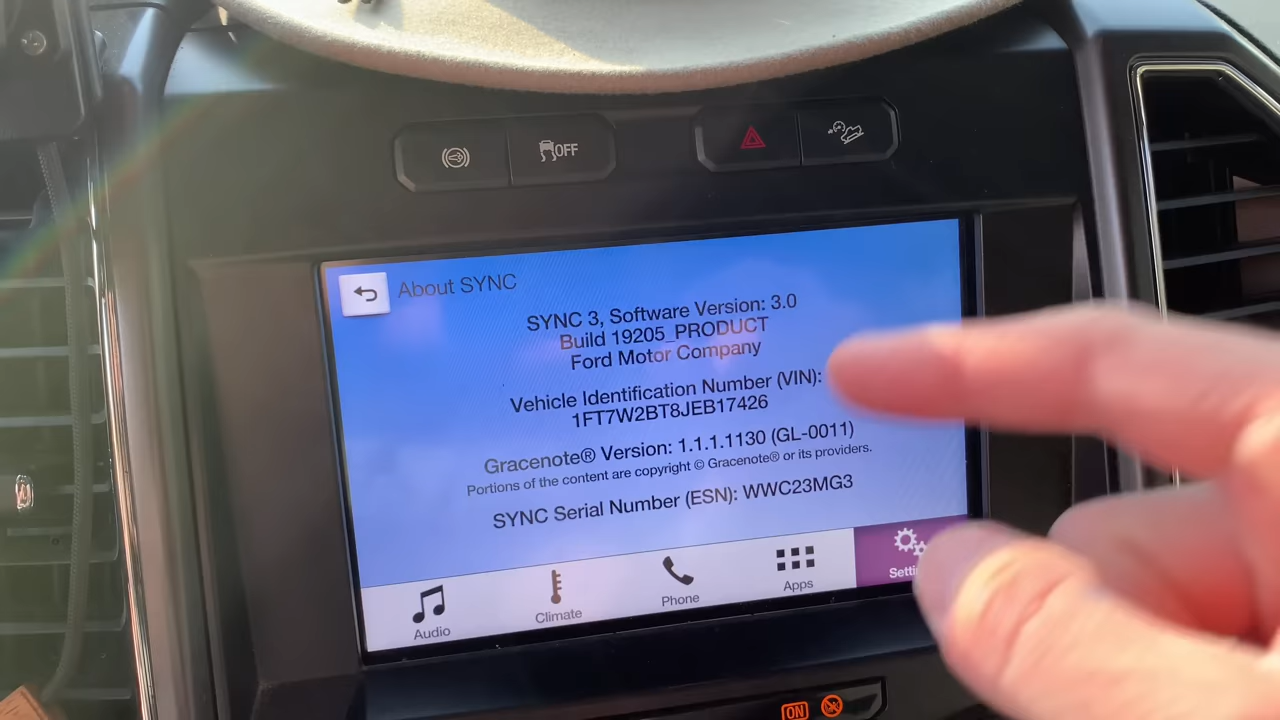 OFF
About SYNC
SYNC 3, Software Version: 3.0
Build 19205_PRODUCT
Ford Motor Company
Vehicle Identification Number (VIN):
1FT7W2BT8JEB17426
Gracenote® Version: 1.1.1.1130 (GL-0011)
Portions of the content are copyright © Gracenote® or its providers.
SYNC Serial Number (ESN): WWC23MG3
Audio
Climate
Phone
Apps
ON